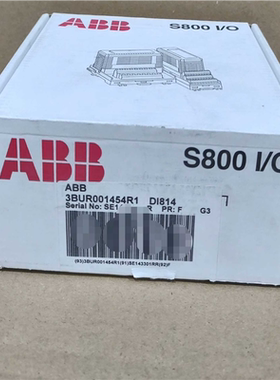 ABB
S800 I/O
ABB
S800 I/O
ABB
3BUR001454R1 DI814
Serial No: SE1 R PR: F G3